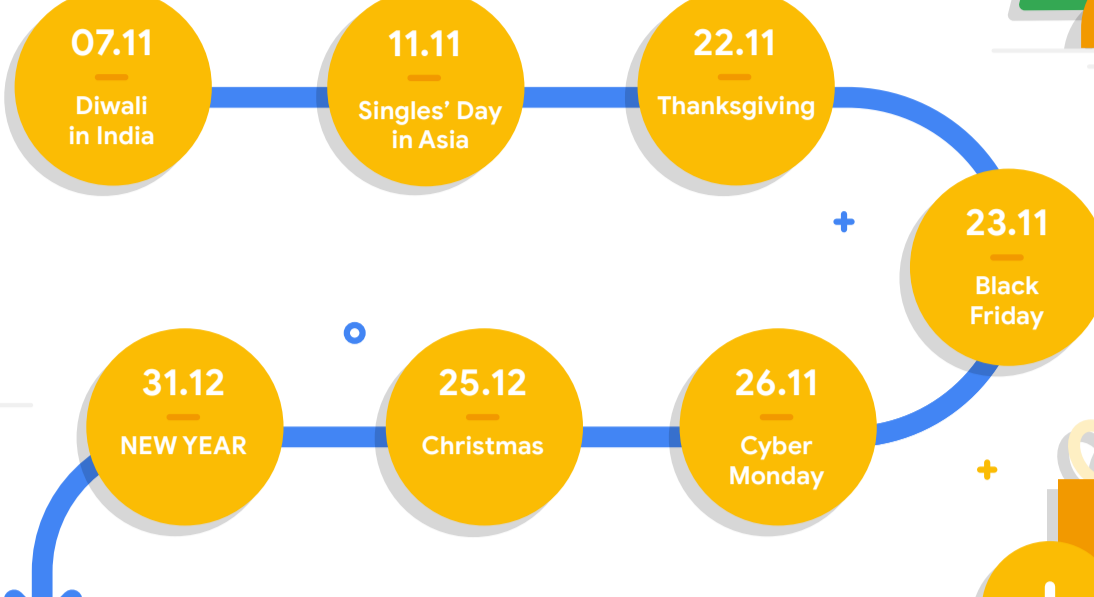 07.11
Diwali
in India
11.11
Singles’ Day
in Asia
22.11
Thanksgiving
23.11
Black
Friday
26.11
Cyber
Monday
25.12
Christmas
31.12
NEW YEAR